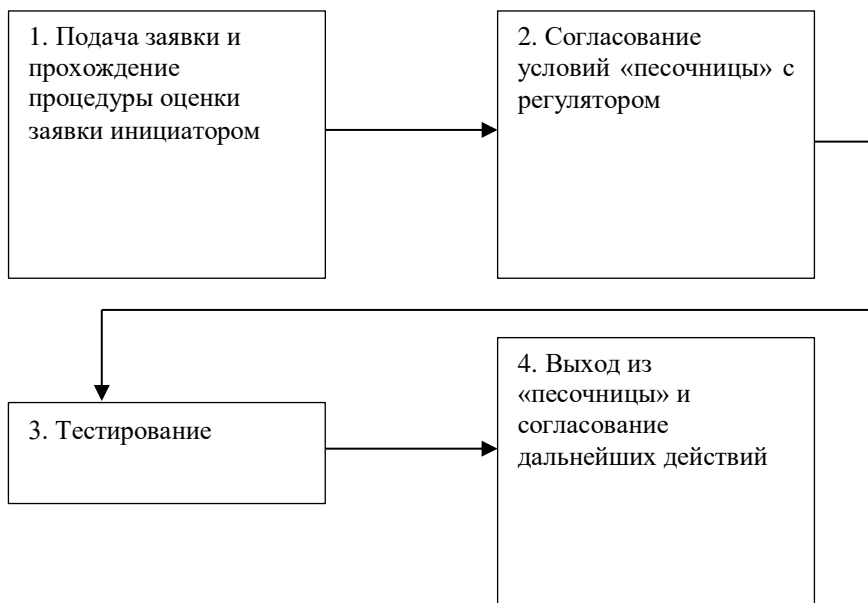 1. Подача заявки и
прохождение
процедуры оценки
заявки инициатором
2. Согласование
условий «песочницы» с
регулятором
3. Тестирование
4. Выход из
«песочницы» и
согласование
дальнейших действий